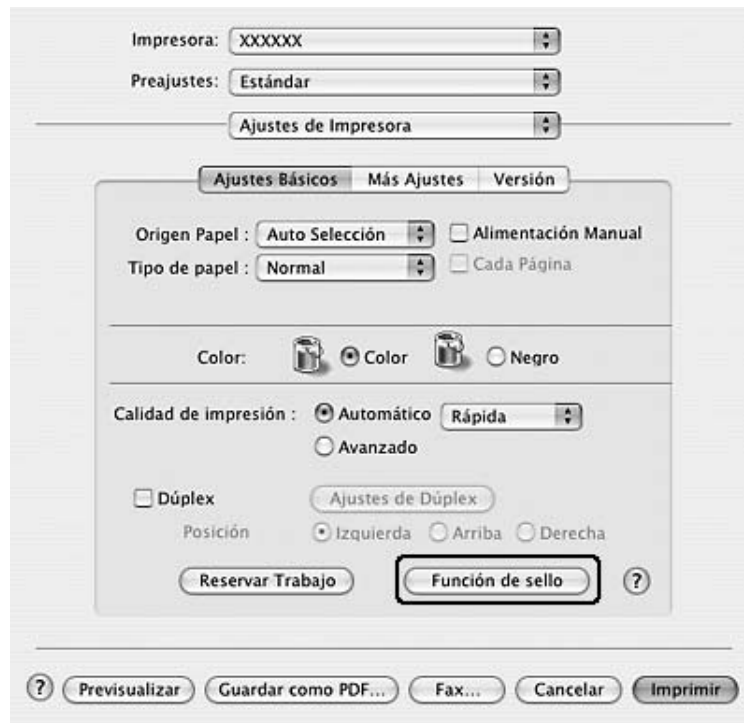 Impresora: XXXXXX
Preajustes: Estándar
Ajustes de Impresora
Ajustes Básicos Más Ajustes Versión
Origen Papel : Auto Selección Alimentación Manual
Tipo de papel : Normal Cada Página
Color: Color Negro
Calidad de impresión : Automático Rápida
Avanzado
Dúplex Ajustes de Dúplex
Posición Izquierda Arriba Derecha
Reservar Trabajo Función de sello ?
? Previsualizar Guardar como PDF... Fax... Cancelar Imprimir